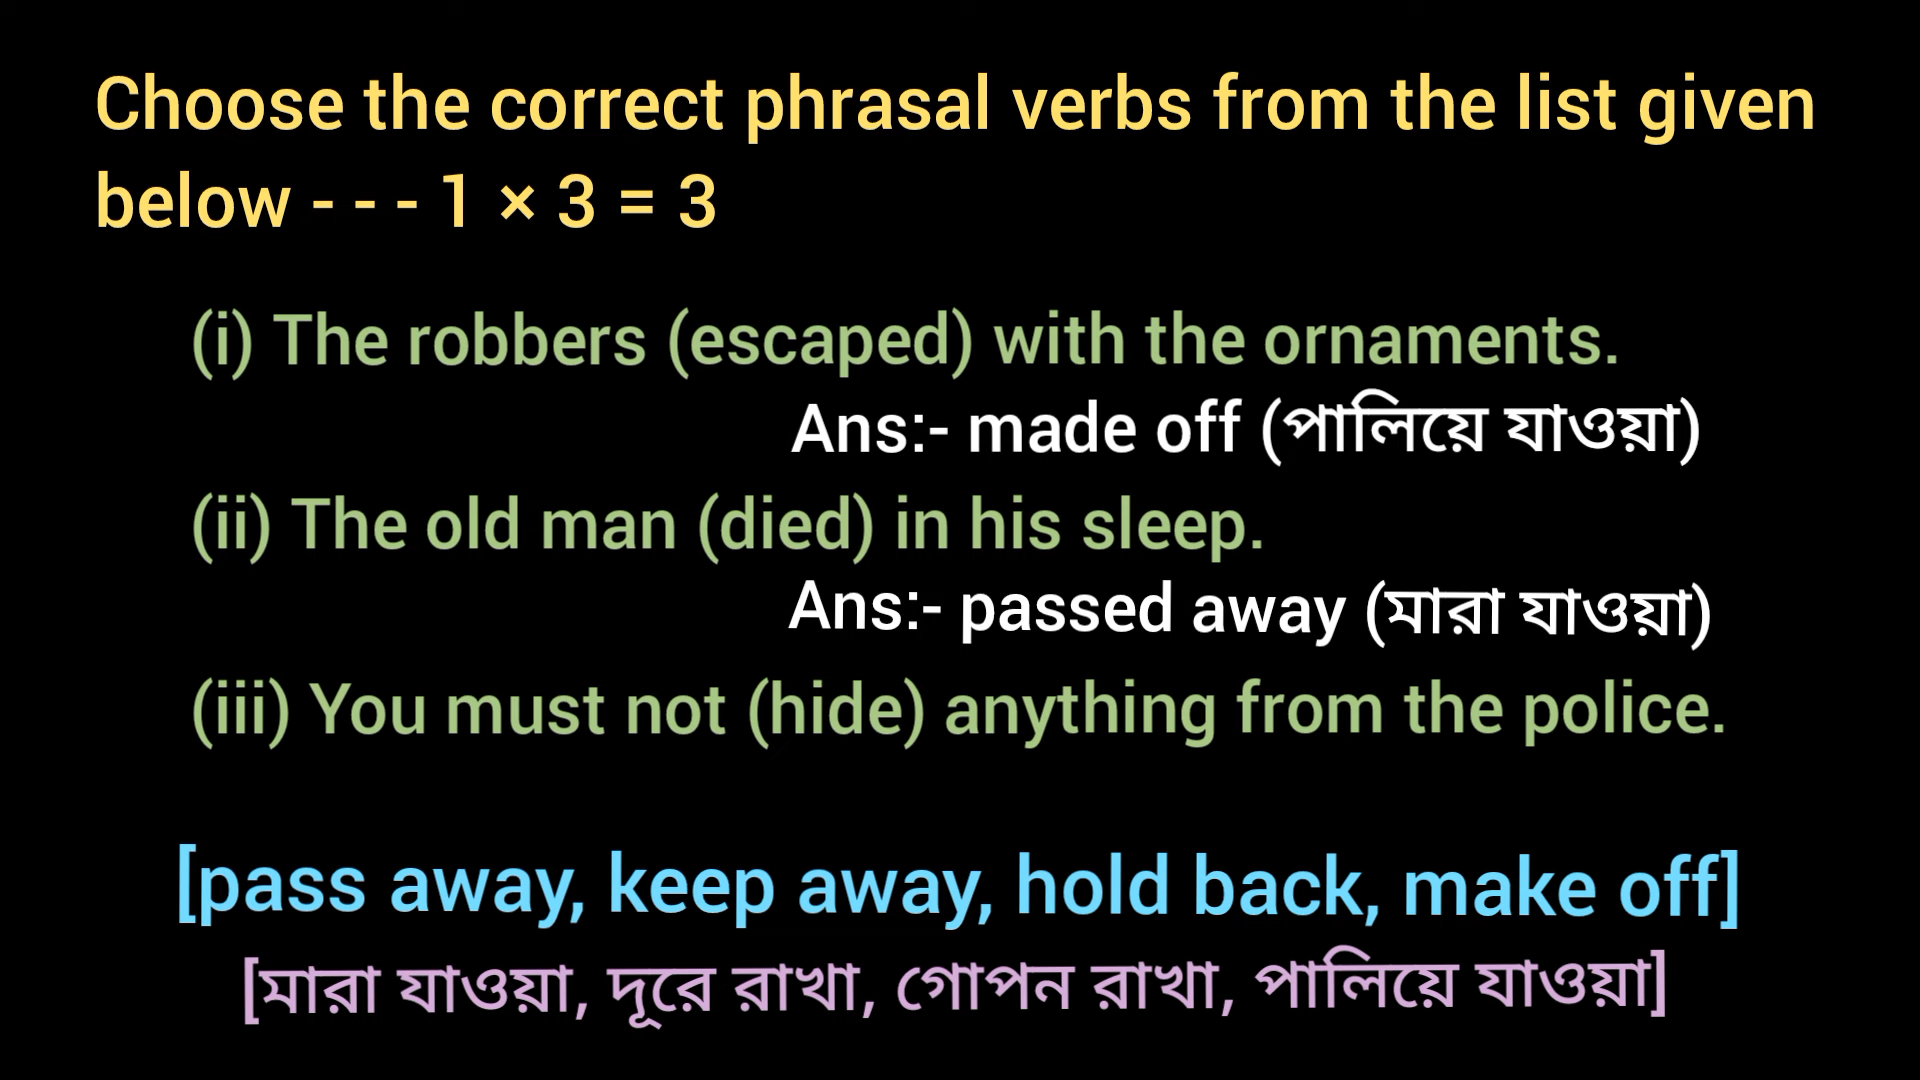 Choose the correct phrasal verbs from the list given
below - - - 1 × 3 = 3
(i) The robbers (escaped) with the ornaments.
Ans:- made off (পালিয়ে যাওয়া)
(ii) The old man (died) in his sleep.
Ans:- passed away (মারা যাওয়া)
(iii) You must not (hide) anything from the police.
[pass away, keep away, hold back, make off]
[মারা যাওয়া, দূরে রাখা, গোপন রাখা, পালিয়ে যাওয়া]